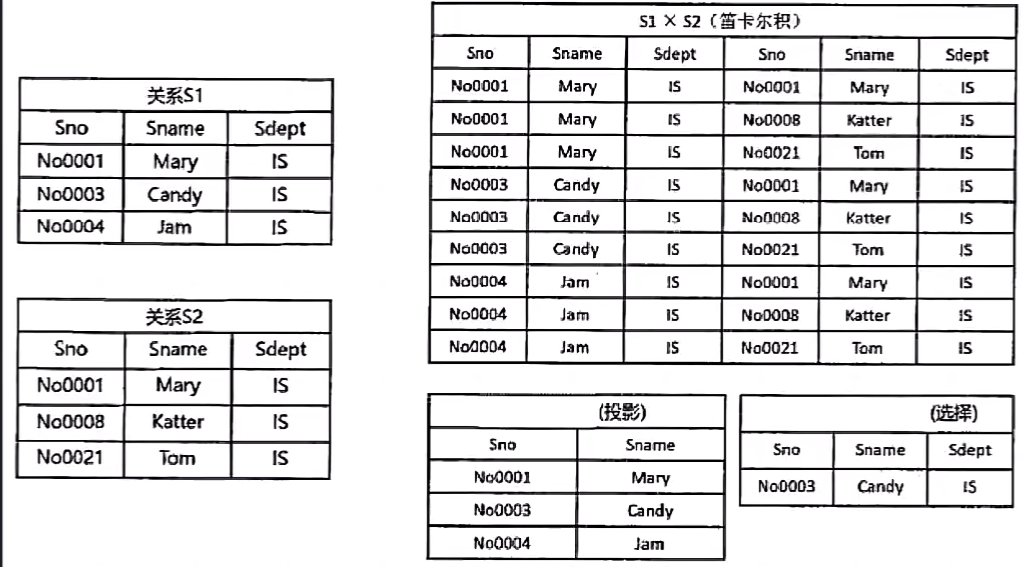 关系S1
Sno Sname Sdept
No0001 Mary IS
No0003 Candy IS
No0004 Jam IS
关系S2
Sno Sname Sdept
No0001 Mary IS
No0008 Katter IS
No0021 Tom IS
S1 × S2（笛卡尔积）
Sno Sname Sdept Sno Sname Sdept
No0001 Mary IS No0001 Mary IS
No0001 Mary IS No0008 Katter IS
No0001 Mary IS No0021 Tom IS
No0003 Candy IS No0001 Mary IS
No0003 Candy IS No0008 Katter IS
No0003 Candy IS No0021 Tom IS
No0004 Jam IS No0001 Mary IS
No0004 Jam IS No0008 Katter IS
No0004 Jam IS No0021 Tom IS
(投影)
Sno Sname
No0001 Mary
No0003 Candy
No0004 Jam
(选择)
Sno Sname Sdept
No0003 Candy IS